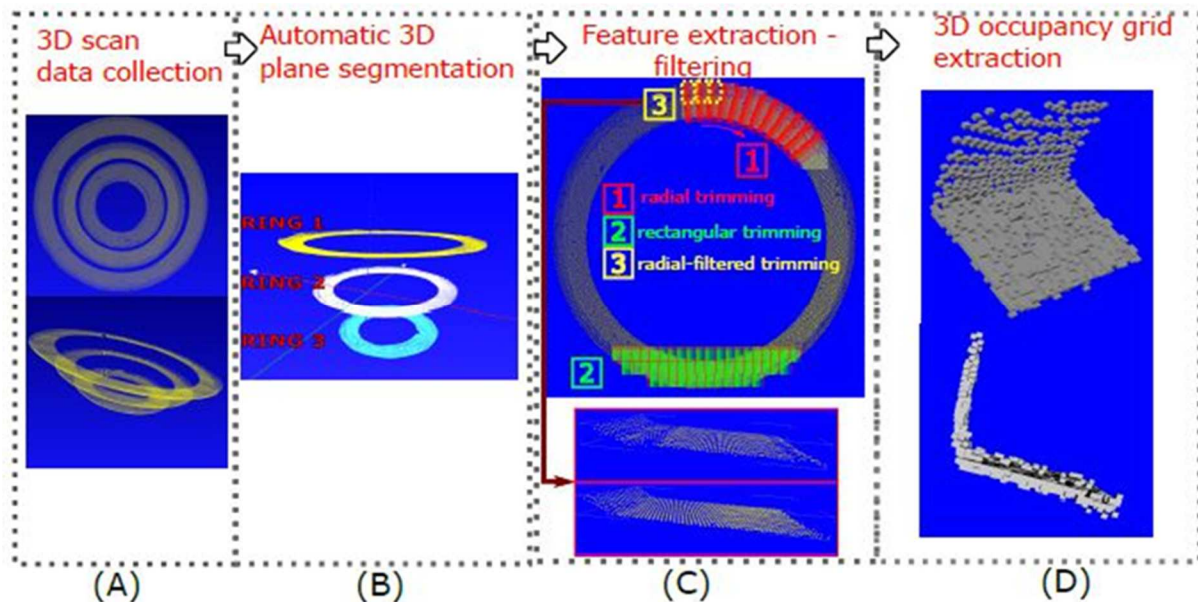 3D scan
data collection
Automatic 3D
plane segmentation
Feature extraction -
filtering
3D occupancy grid
extraction
RING 1
RING 2
RING 3
3
1
1 radial trimming
2 rectangular trimming
3 radial-filtered trimming
2
(A)
(B)
(C)
(D)